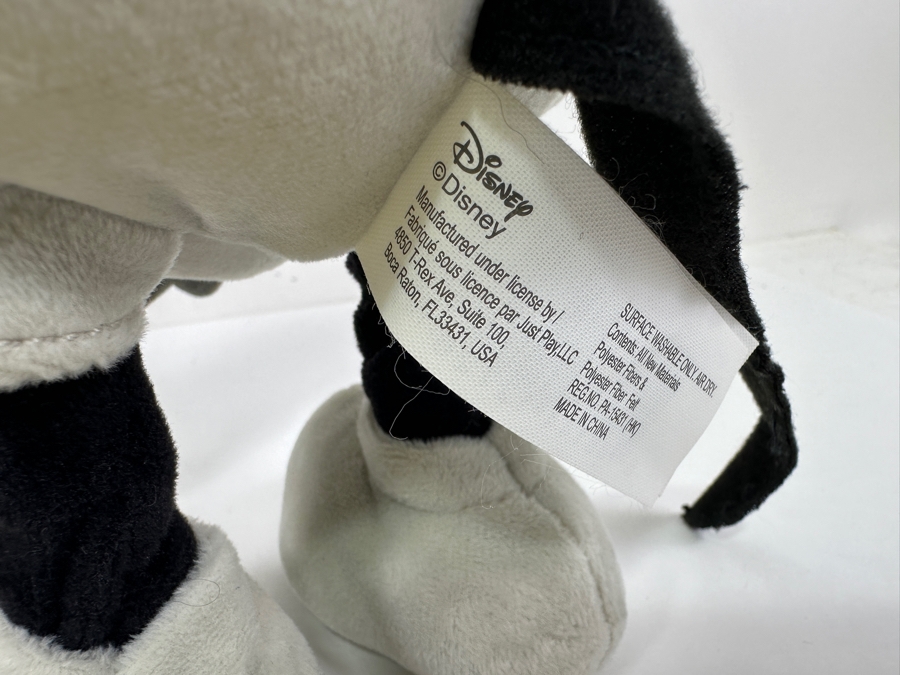 Disney
©Disney
Manufactured under license by /
Fabriqué sous licence par Just Play,LLC
4850 T-Rex Ave, Suite 100,
Boca Raton, FL33431, USA
SURFACE WASHABLE ONLY. AIR DRY.
Contents: All New Materials
Polyester Fibers &
Polyester Fiber Felt
REG.NO. PA-15431 (HK)
MADE IN CHINA